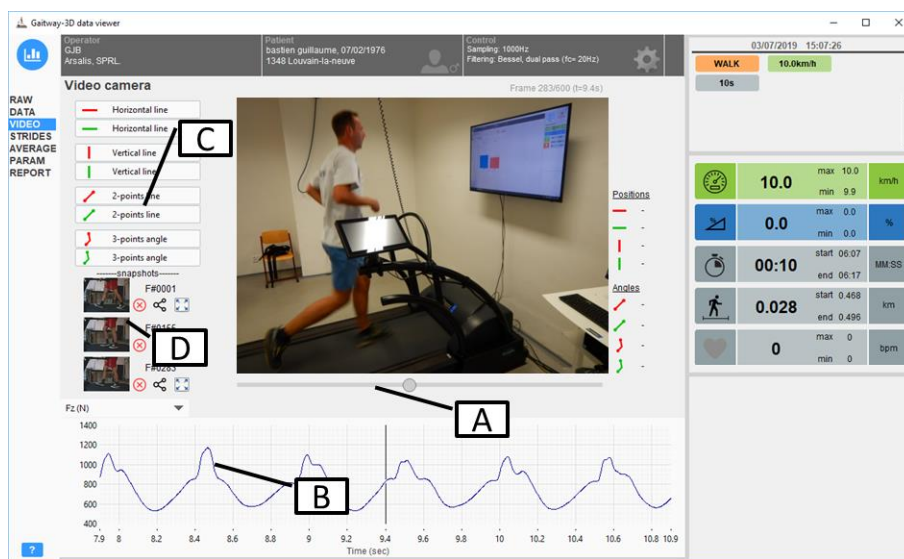 Gaitway-3D data viewer
Operator
GJB
Arsalis, SPRL.
Patient
bastien guillaume, 07/02/1976
1348 Louvain-la-neuve
Control
Sampling: 1000Hz
Filtering: Bessel, dual pass (fc= 20Hz)
03/07/2019 15:07:26
WALK
10.0km/h
10s
RAW
DATA
VIDEO
STRIDES
AVERAGE
PARAM
REPORT
Video camera
Frame 283/600 (t=9.4s)
Horizontal line
Horizontal line
Vertical line
Vertical line
2-points line
2-points line
3-points angle
3-points angle
-------snapshots-------
F#0001
F#0283
C
D
A
B
Positions
-
-
-
-
Angles
-
-
-
-
10.0
max 10.0
min 9.9
km/h
0.0
max 0.0
min 0.0
%
00:10
start 06:07
end 06:17
MM:SS
0.028
start 0.468
end 0.496
km
0
max 0
min 0
bpm
Fz (N)
1400
1200
1000
800
600
400
7.9 8 8.2 8.4 8.6 8.8 9 9.2 9.4 9.6 9.8 10.0 10.2 10.4 10.6 10.8 10.9
Time (sec)
?